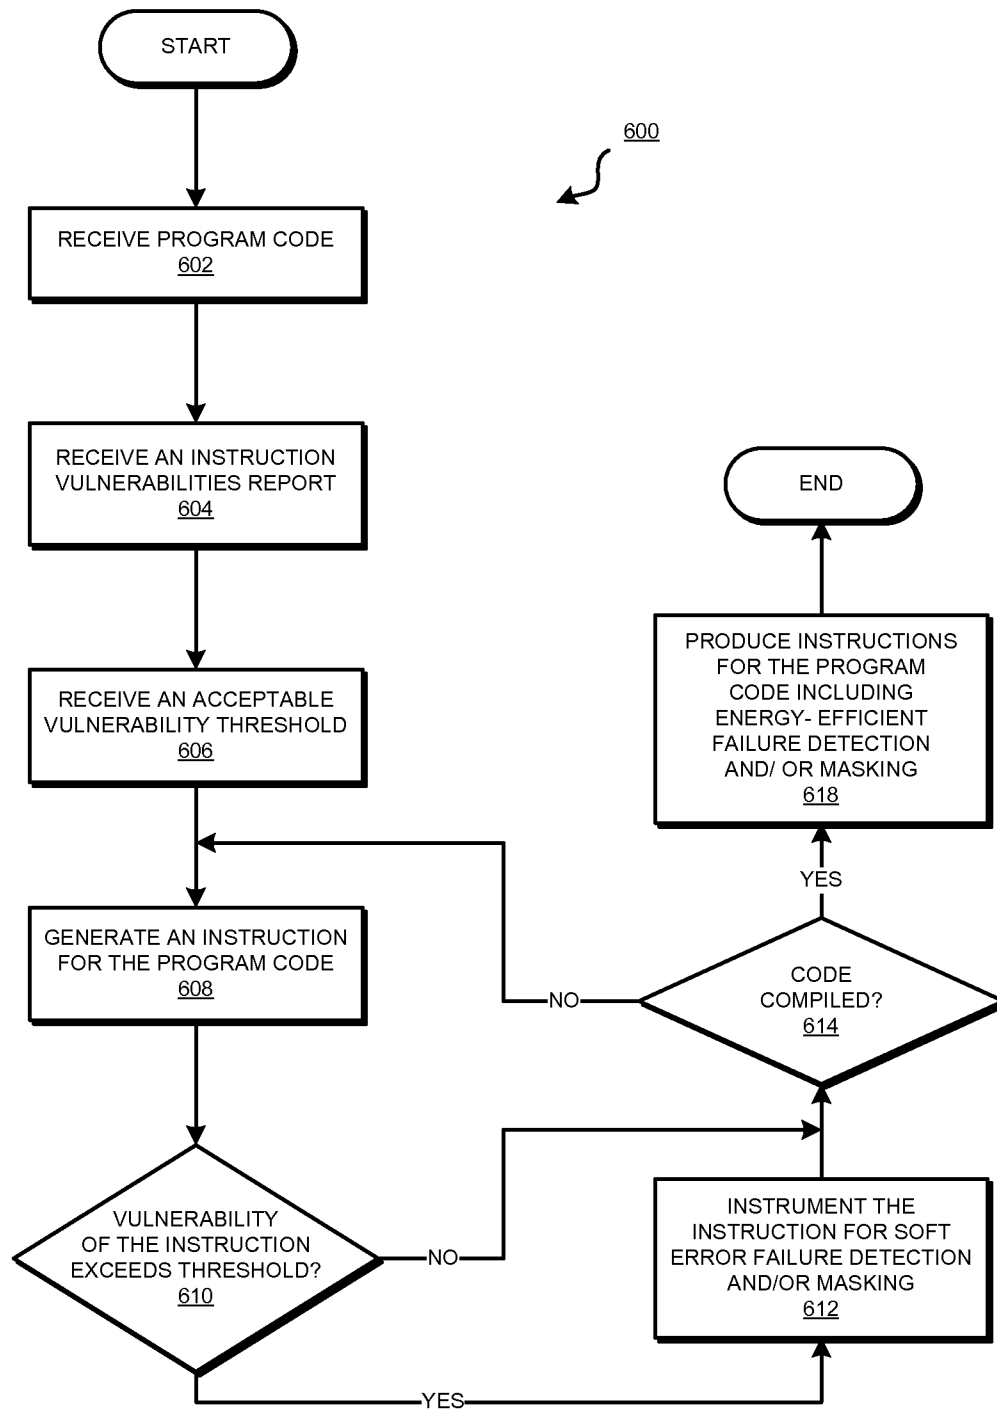 START
600
RECEIVE PROGRAM CODE
602
RECEIVE AN INSTRUCTION
VULNERABILITIES REPORT
604
RECEIVE AN ACCEPTABLE
VULNERABILITY THRESHOLD
606
GENERATE AN INSTRUCTION
FOR THE PROGRAM CODE
608
VULNERABILITY
OF THE INSTRUCTION
EXCEEDS THRESHOLD?
610
NO
YES
INSTRUMENT THE
INSTRUCTION FOR SOFT
ERROR FAILURE DETECTION
AND/OR MASKING
612
CODE
COMPILED?
614
NO
YES
PRODUCE INSTRUCTIONS
FOR THE PROGRAM
CODE INCLUDING
ENERGY- EFFICIENT
FAILURE DETECTION
AND/ OR MASKING
618
END